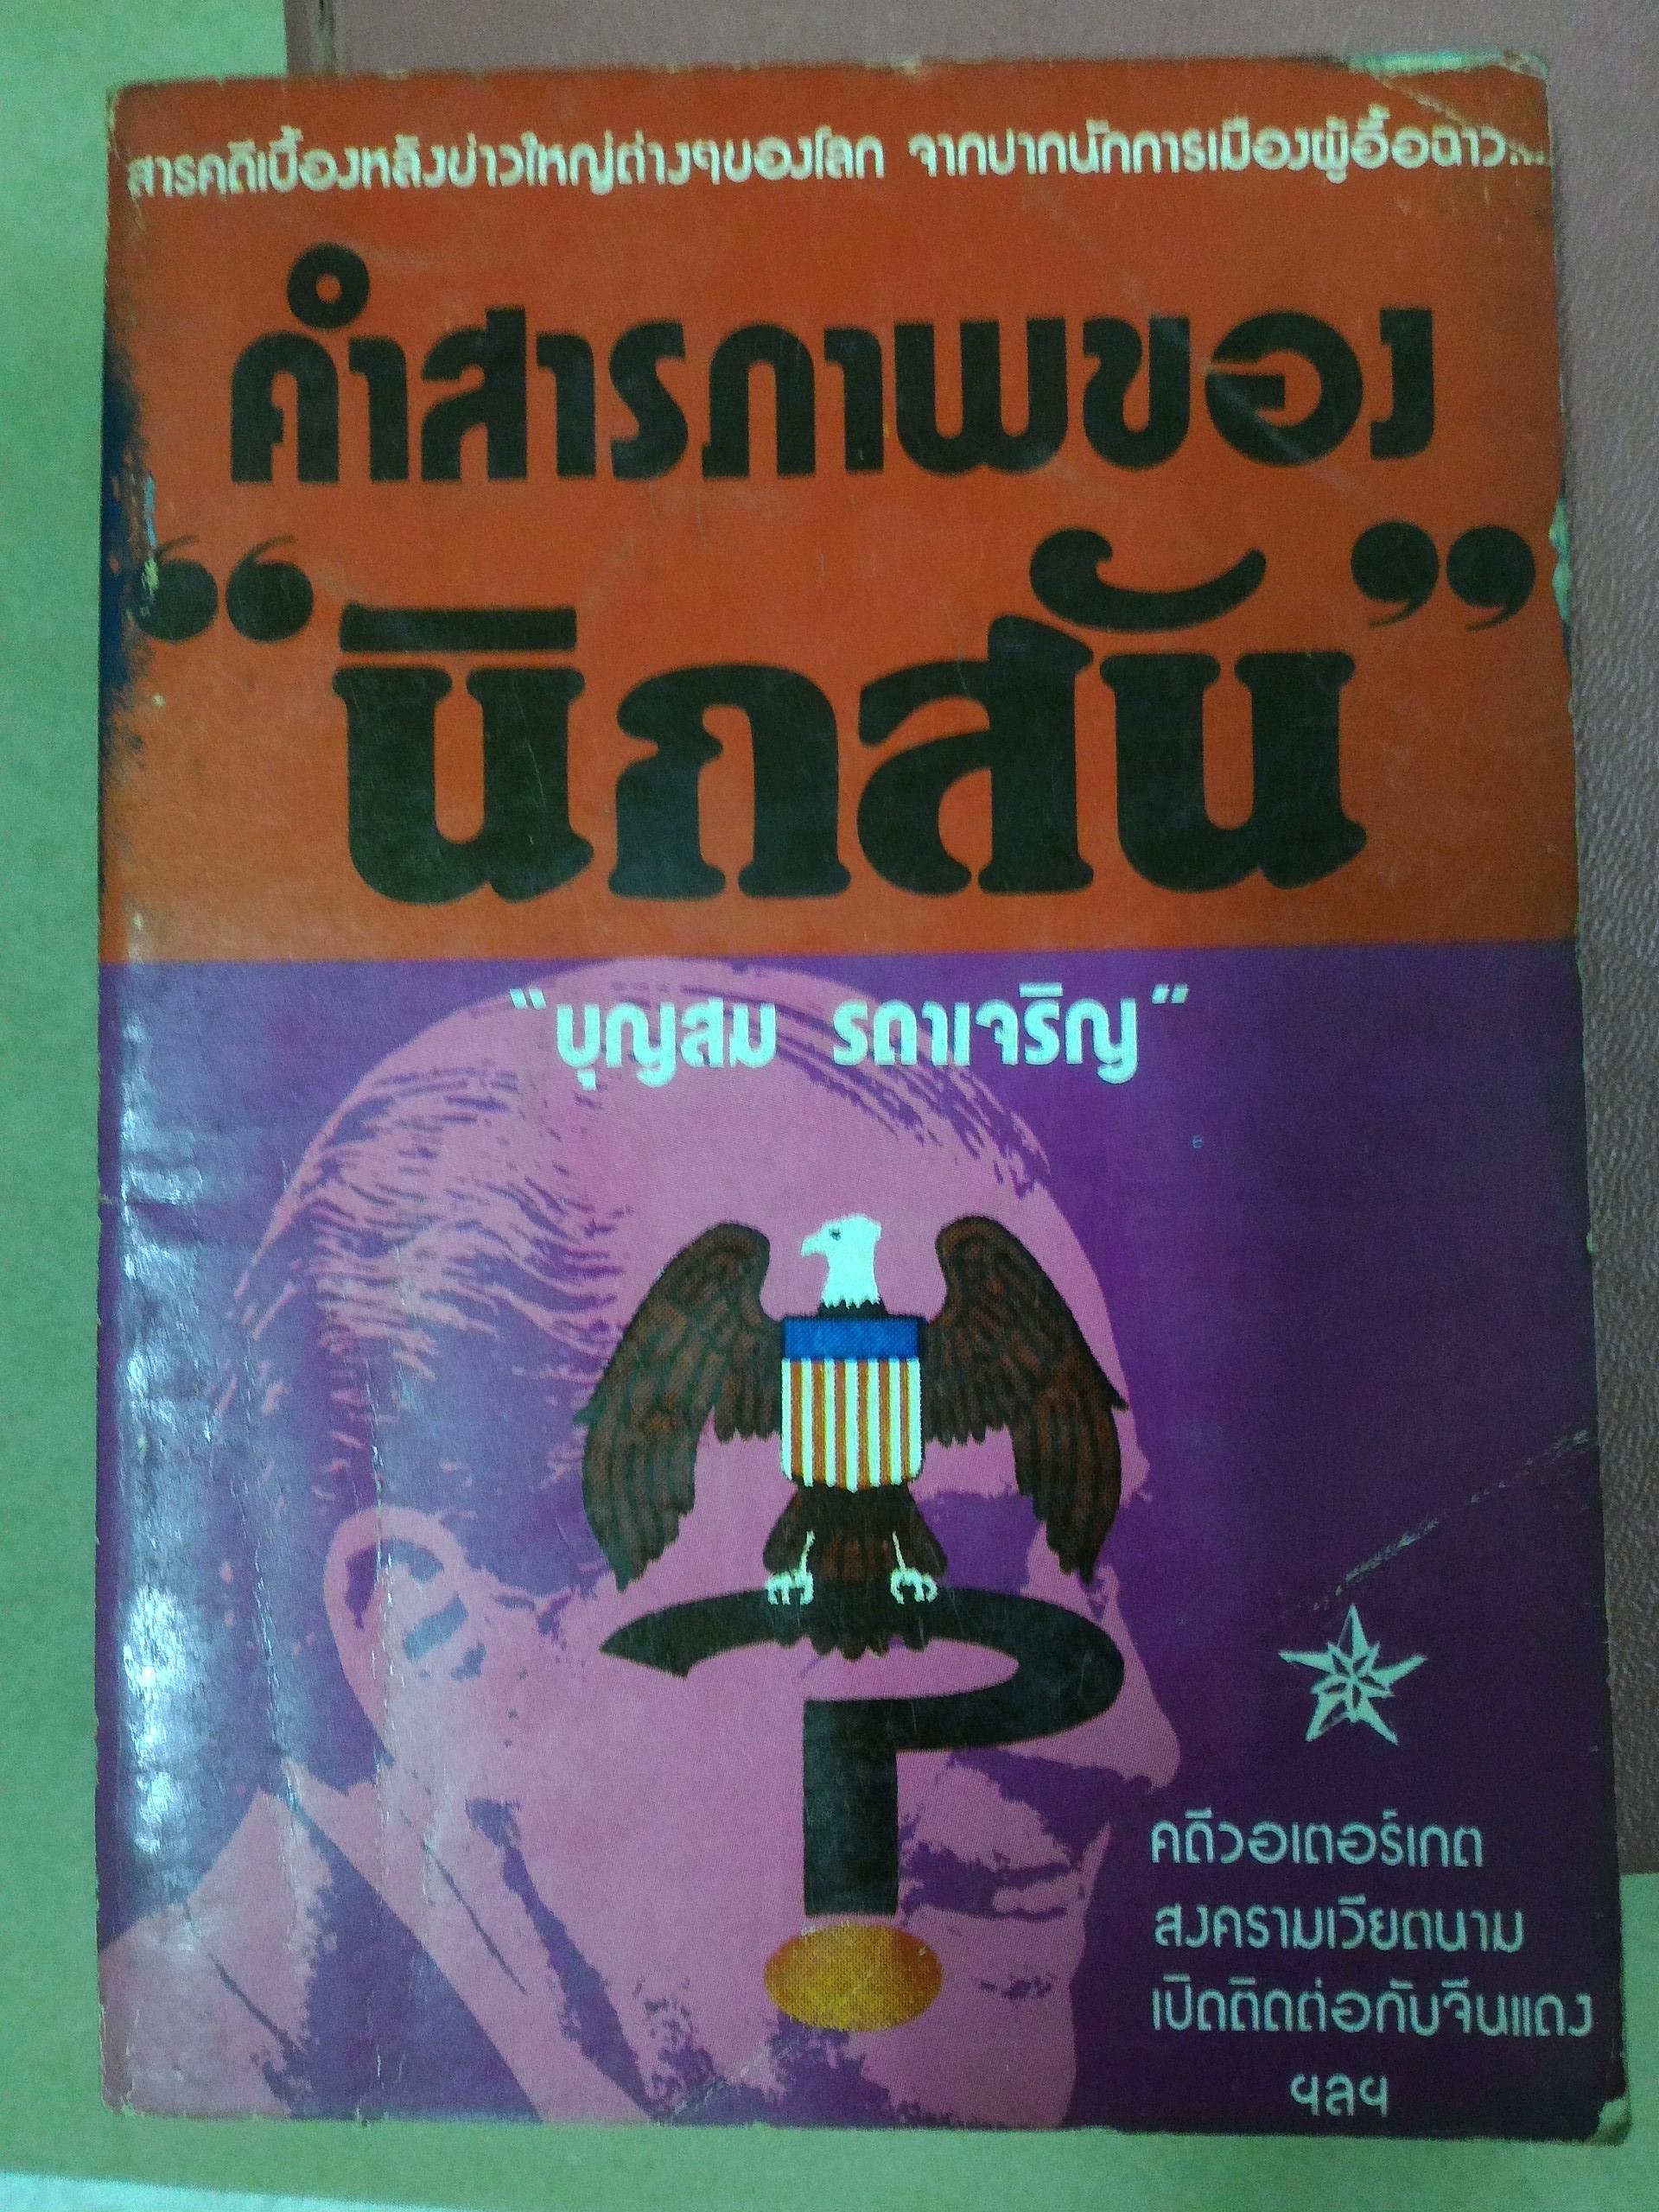 สารคดีเบื้องหลังข่าวใหญ่ต่างๆของโลก จากปากนักการเมืองผู้อื้อฉาว...
คำสารภาพของ
“นิกสัน”
"บุญสม รดาเจริญ"
คดีวอเตอร์เกต
สงครามเวียตนาม
เปิดติดต่อกับจีนแดง
ฯลฯ